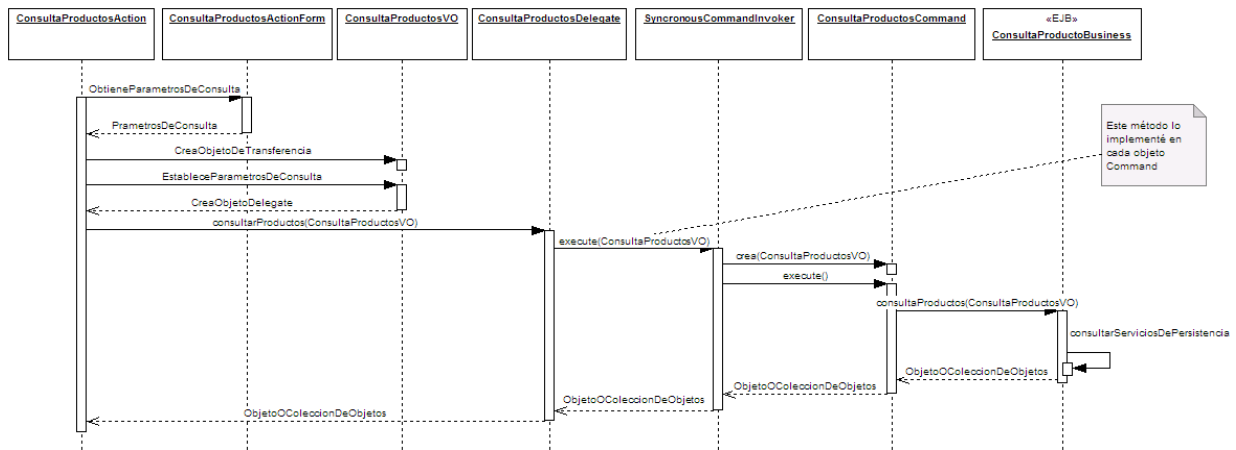 ConsultaProductosAction
ConsultaProductosActionForm
ConsultaProductosVO
ConsultaProductosDelegate
SyncronousCommandInvoker
ConsultaProductosCommand
«EJB»
ConsultaProductoBusiness
ObtieneParametrosDeConsulta
PrametrosDeConsulta
Este método lo
implementé en
cada objeto
Command
CreaObjetoDeTransferencia
EstableceParametrosDeConsulta
CreaObjetoDelegate
consultarProductos(ConsultaProductosVO)
execute(ConsultaProductosVO)
crea(ConsultaProductosVO)
execute()
consultaProductos(ConsultaProductosVO)
consultarServiciosDePersistencia
ObjetoOColeccionDeObjetos
ObjetoOColeccionDeObjetos
ObjetoOColeccionDeObjetos
ObjetoOColeccionDeObjetos